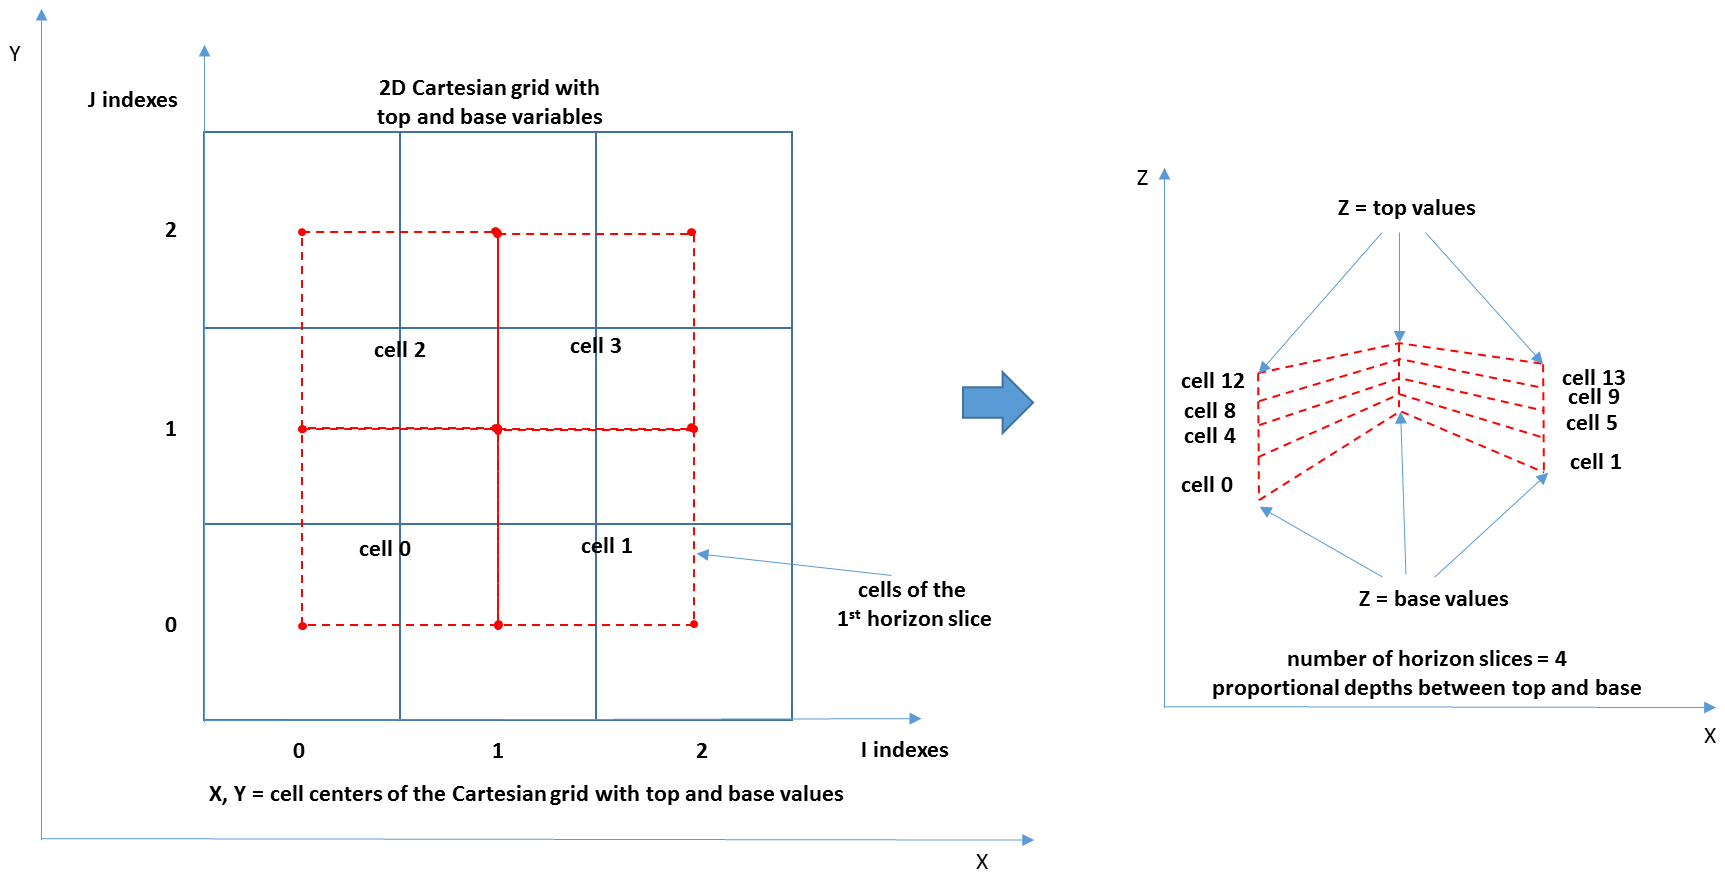 Y
J indexes
2D Cartesian grid with
top and base variables
2
cell 2
cell 3
1
cell 0
cell 1
cells of the
1st horizon slice
0
0
1
2
I indexes
X, Y = cell centers of the Cartesian grid with top and base values
X
Z
Z = top values
cell 12
cell 13
cell 8
cell 9
cell 4
cell 5
cell 0
cell 1
Z = base values
number of horizon slices = 4
proportional depths between top and base
X